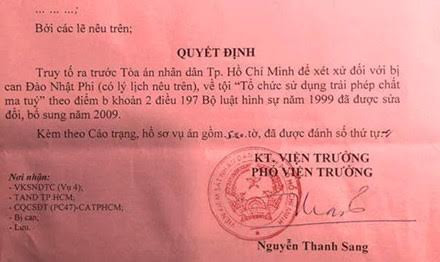 Bởi các lẽ nêu trên;
QUYẾT ĐỊNH
Truy tố ra trước Tòa án nhân dân Tp. Hồ Chí Minh để xét xử đối với bị
can Đào Nhật Phi (có lý lịch nêu trên), về tội "Tổ chức sử dụng trái phép chất
ma tuý" theo điểm b khoản 2 điều 197 Bộ luật hình sự năm 1999 đã được sửa
đổi, bổ sung năm 2009.
Kèm theo Cáo trạng, hồ sơ vụ án gồm tờ, đã được đánh số thứ tự
KT. VIỆN TRƯỞNG
PHÓ VIỆN TRƯỞNG
Nơi nhận:
- VKSNDTC (Vụ 4);
- TAND TP HCM;
- CQCSĐT (PC47)-CATPHCM;
- Bị can;
- Lưu.
Nguyễn Thanh Sang